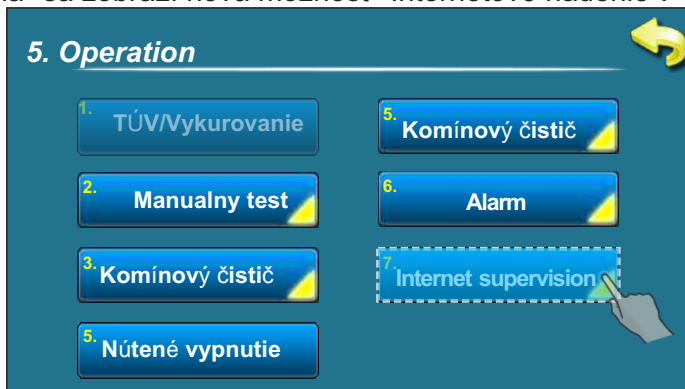 5. Operation
1. TÚV/Vykurovanie
2. Manualny test
3. Komínový čistič
5. Nútené vypnutie
5. Komínový čistič
6. Alarm
7. Internet supervision